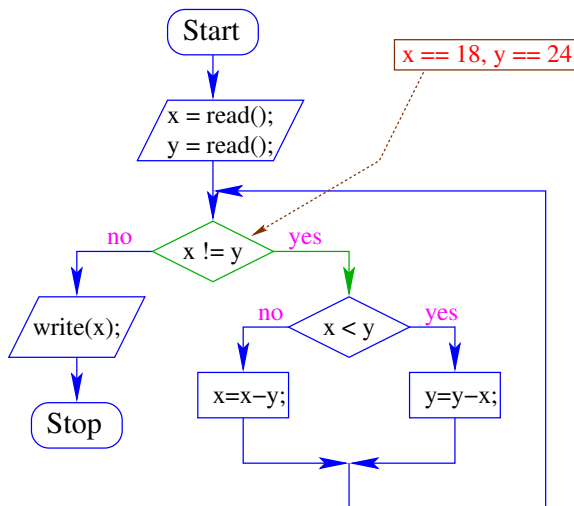 Start
x == 18, y == 24
x = read();
y = read();
no
x != y
yes
write(x);
no
x < y
yes
x=x−y;
y=y−x;
Stop